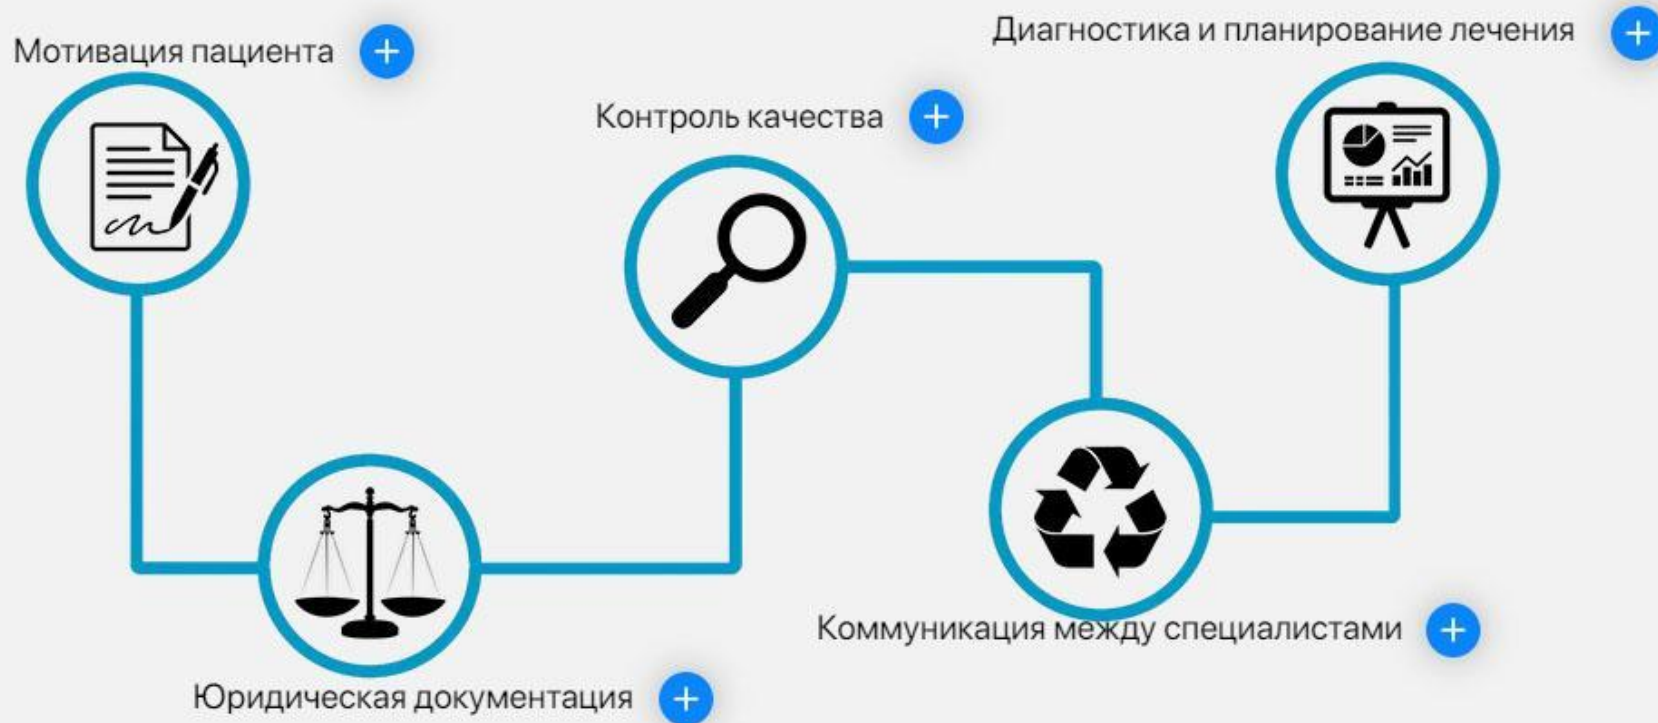 Мотивация пациента
Диагностика и планирование лечения
Контроль качества
Коммуникация между специалистами
Юридическая документация